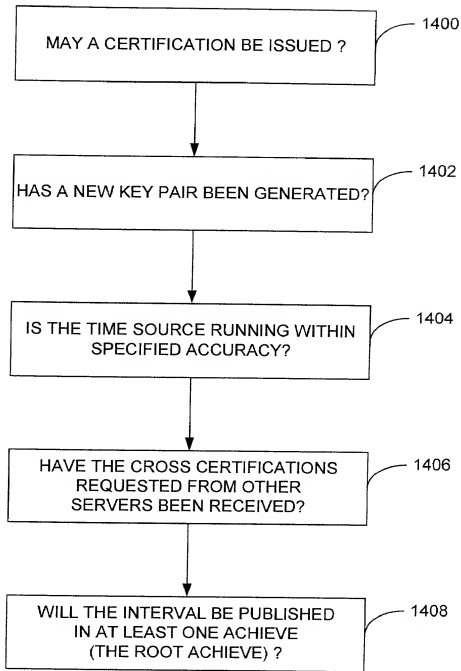 MAY A CERTIFICATION BE ISSUED ?
1400
HAS A NEW KEY PAIR BEEN GENERATED?
1402
IS THE TIME SOURCE RUNNING WITHIN
SPECIFIED ACCURACY?
1404
HAVE THE CROSS CERTIFICATIONS
REQUESTED FROM OTHER
SERVERS BEEN RECEIVED?
1406
WILL THE INTERVAL BE PUBLISHED
IN AT LEAST ONE ACHIEVE
(THE ROOT ACHIEVE) ?
1408